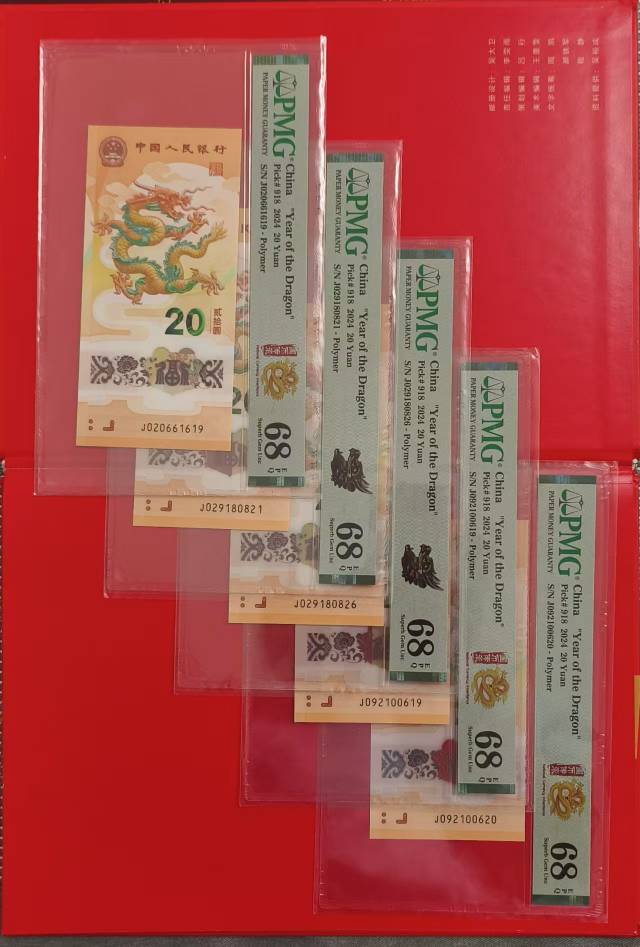 中国人民银行
20
贰拾圆
J020661619
PMG®
PAPER MONEY GUARANTY
China "Year of the Dragon"
Pick# 918 2024 20 Yuan
S/N J020661619 - Polymer
68 EPQ
Superb Gem Unc
J029180821
PMG®
PAPER MONEY GUARANTY
China "Year of the Dragon"
Pick# 918 2024 20 Yuan
S/N J029180821 - Polymer
68 EPQ
Superb Gem Unc
J029180826
PMG®
PAPER MONEY GUARANTY
China "Year of the Dragon"
Pick# 918 2024 20 Yuan
S/N J029180826 - Polymer
68 EPQ
Superb Gem Unc
J092100619
PMG®
PAPER MONEY GUARANTY
China "Year of the Dragon"
Pick# 918 2024 20 Yuan
S/N J092100619 - Polymer
68 EPQ
Superb Gem Unc
J092100620
PMG®
PAPER MONEY GUARANTY
China "Year of the Dragon"
Pick# 918 2024 20 Yuan
S/N J092100620 - Polymer
68 EPQ
Superb Gem Unc